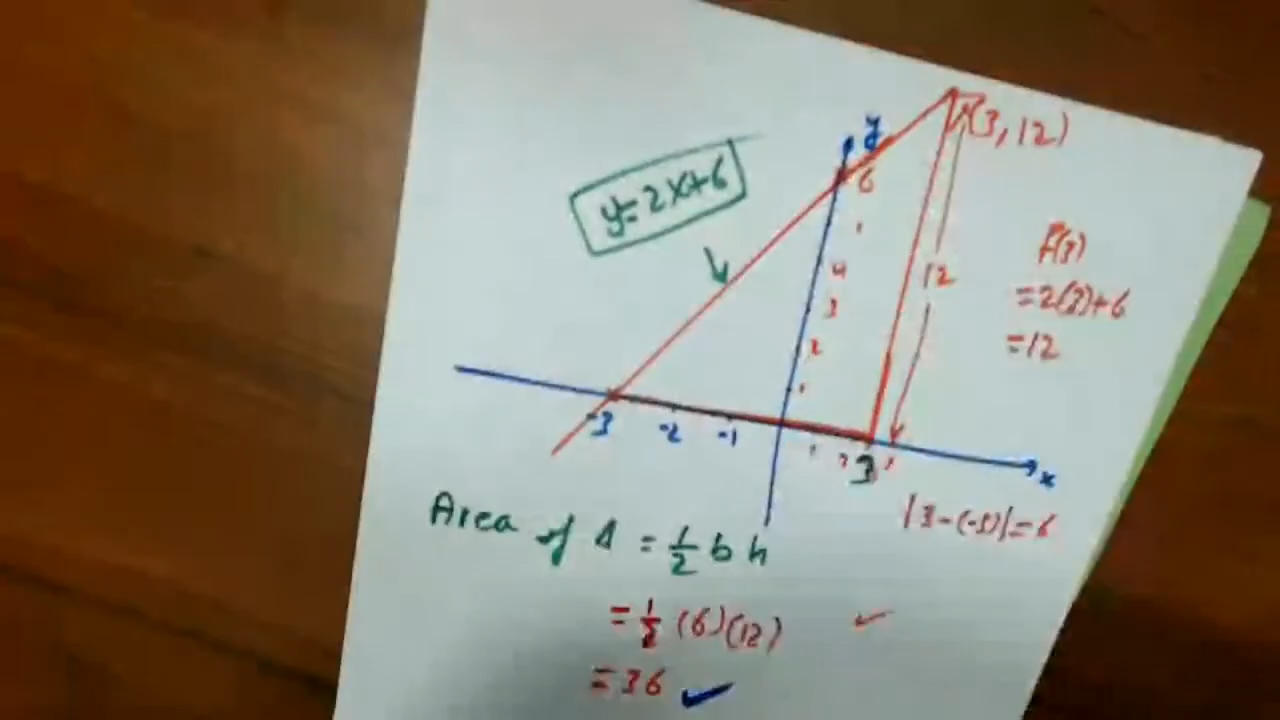 y
(3, 12)
6
y=2x+6
4
12
f(3)
3
=2(3)+6
2
=12
1
-3 -2 -1 3 x
|3-(-3)|=6
Area of Δ = 1/2 b h
= 1/2 (6)(12)
=36